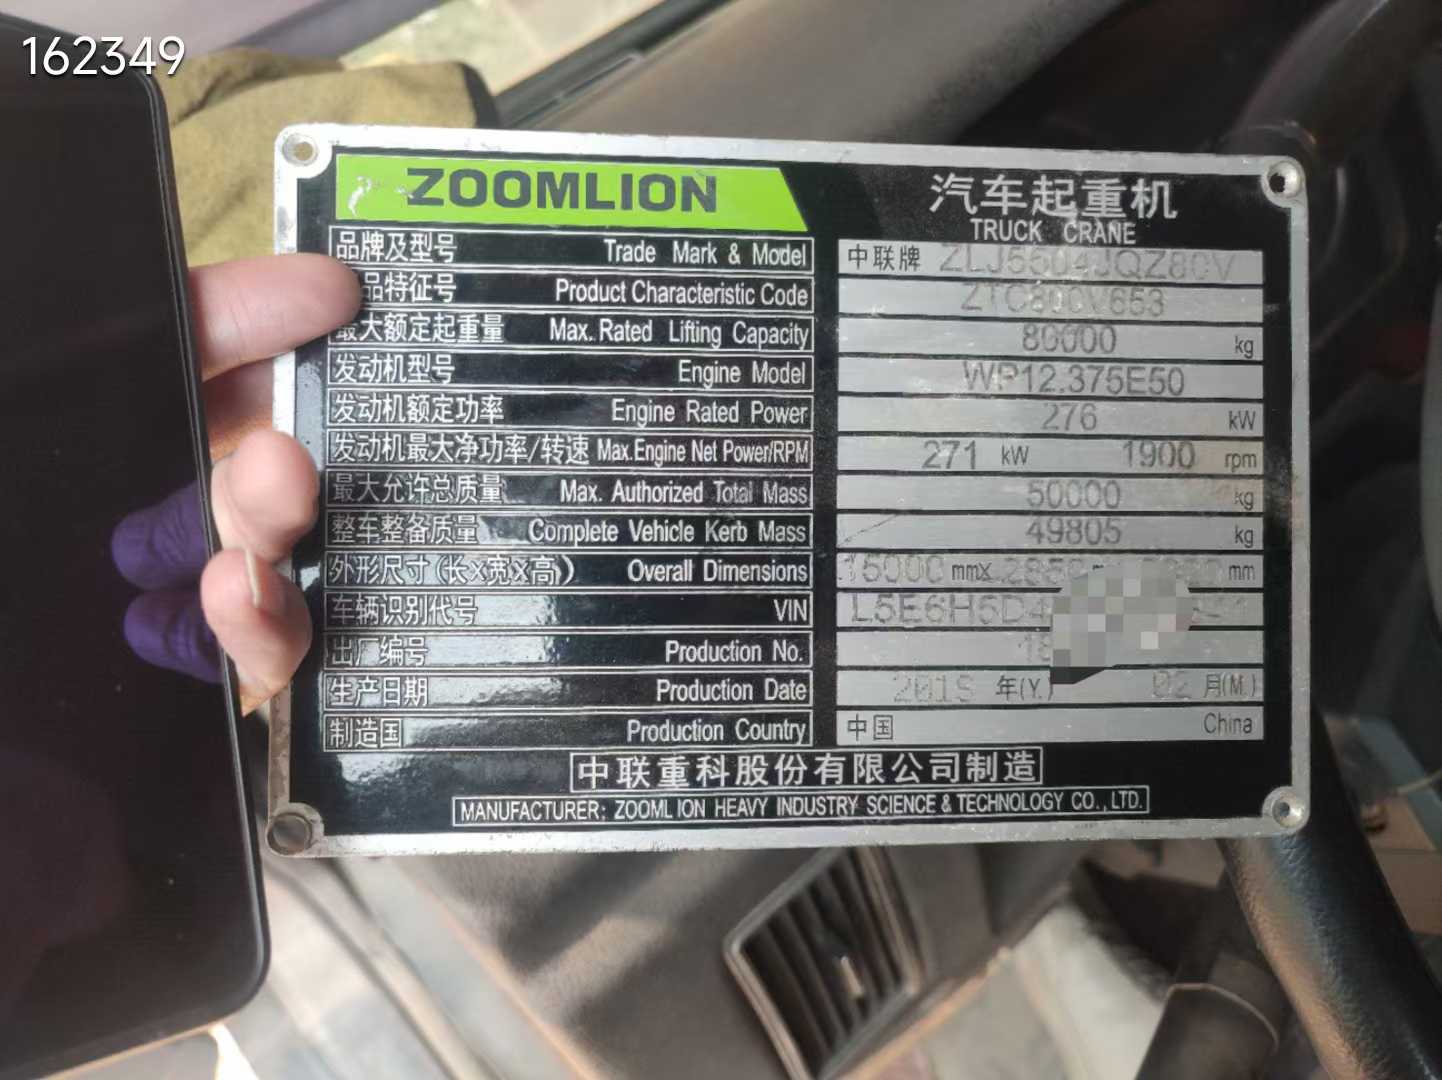 162349
ZOOMLION
汽车起重机
TRUCK CRANE
品牌及型号 Trade Mark & Model 中联牌 ZLJ5504JQZ80V
品特征号 Product Characteristic Code ZTC800V653
最大额定起重量 Max. Rated Lifting Capacity 80000 kg
发动机型号 Engine Model WP12.375E50
发动机额定功率 Engine Rated Power 276 kW
发动机最大净功率/转速 Max.Engine Net Power/RPM 271 kW 1900 rpm
最大允许总质量 Max. Authorized Total Mass 50000 kg
整车整备质量 Complete Vehicle Kerb Mass 49805 kg
外形尺寸(长X宽X高) Overall Dimensions 15000 mmX mm
车辆识别代号 VIN L5E6H5D4
出厂编号 Production No. 18
生产日期 Production Date 2019 年(Y.) 02 月(M.)
制造国 Production Country 中国 China
中联重科股份有限公司制造
MANUFACTURER: ZOOMLION HEAVY INDUSTRY SCIENCE & TECHNOLOGY CO., LTD.